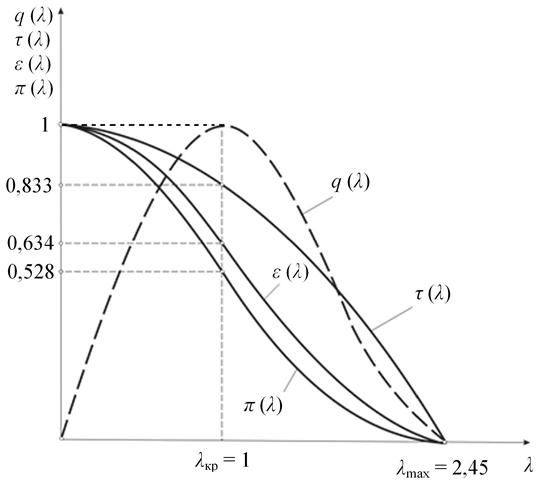 q (λ)
τ (λ)
ε (λ)
π (λ)
1
0,833
q (λ)
0,634
0,528
ε (λ)
τ (λ)
π (λ)
λкр = 1
λmax = 2,45
λ